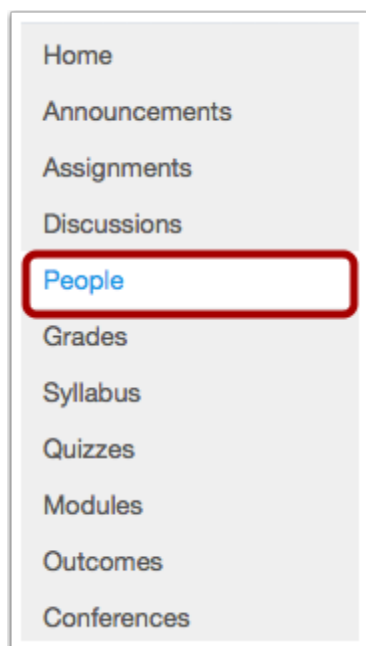 Home
Announcements
Assignments
Discussions
People
Grades
Syllabus
Quizzes
Modules
Outcomes
Conferences